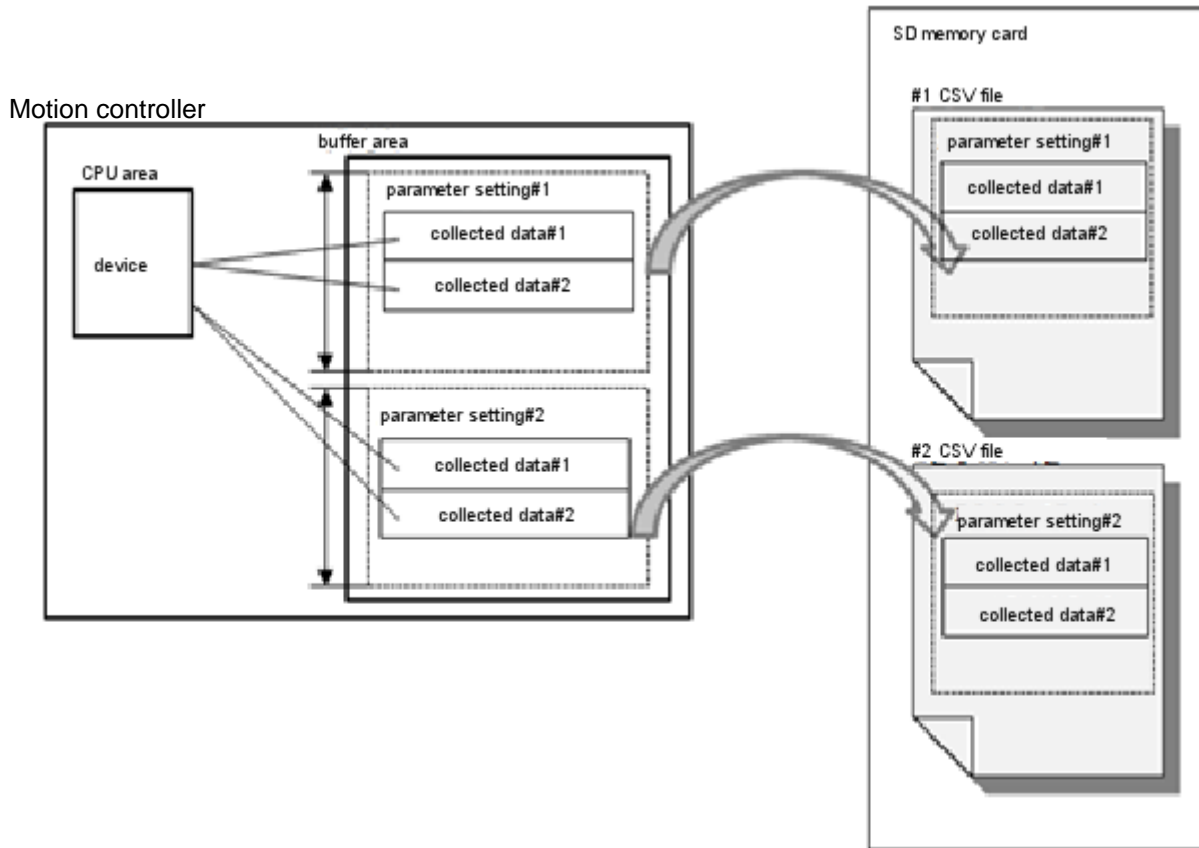 Motion controller
CPU area
device
buffer area
parameter setting#1
collected data#1
collected data#2
parameter setting#2
collected data#1
collected data#2
SD memory card
#1 CSV file
parameter setting#1
collected data#1
collected data#2
#2 CSV file
parameter setting#2
collected data#1
collected data#2